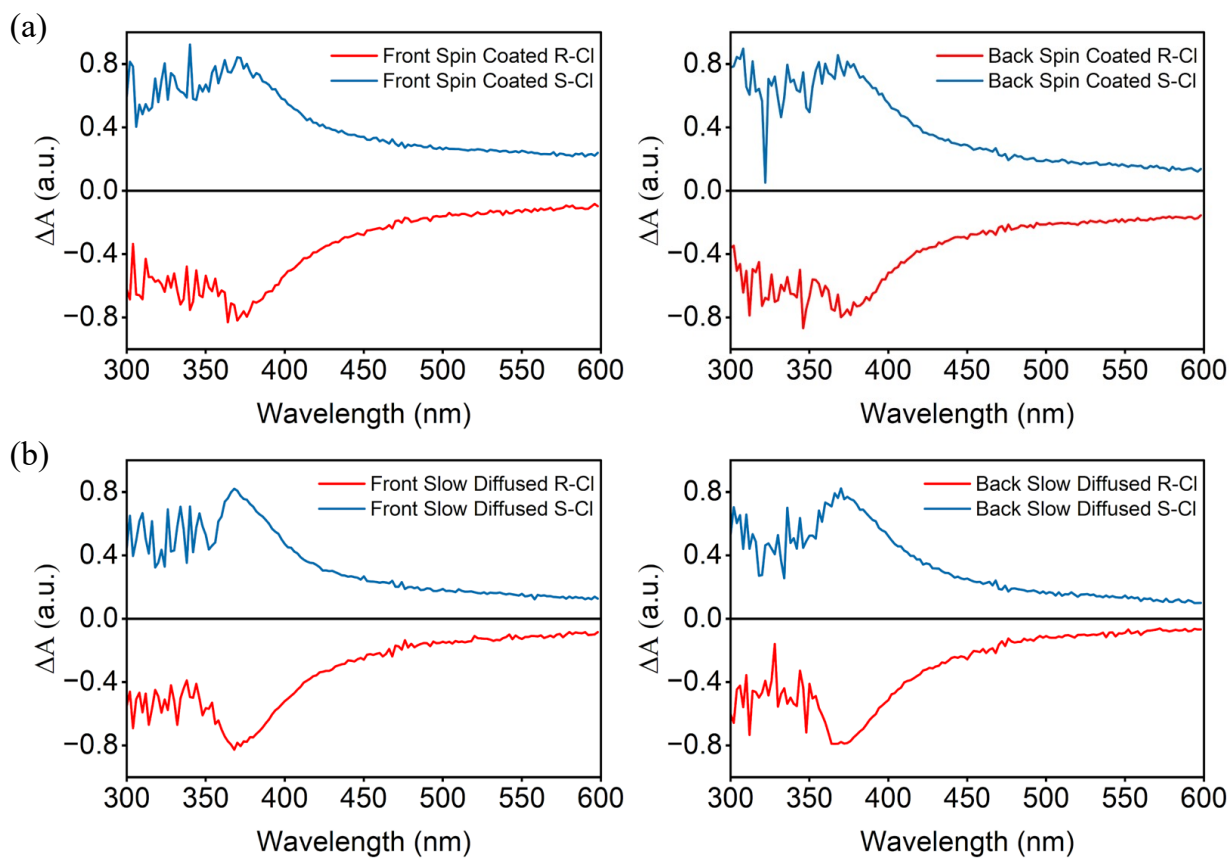 (a)
Front Spin Coated R-Cl
Front Spin Coated S-Cl
0.8
0.4
0.0
−0.4
−0.8
ΔA (a.u.)
300 350 400 450 500 550 600
Wavelength (nm)
Back Spin Coated R-Cl
Back Spin Coated S-Cl
0.8
0.4
0.0
−0.4
−0.8
ΔA (a.u.)
300 350 400 450 500 550 600
Wavelength (nm)
(b)
Front Slow Diffused R-Cl
Front Slow Diffused S-Cl
0.8
0.4
0.0
−0.4
−0.8
ΔA (a.u.)
300 350 400 450 500 550 600
Wavelength (nm)
Back Slow Diffused R-Cl
Back Slow Diffused S-Cl
0.8
0.4
0.0
−0.4
−0.8
ΔA (a.u.)
300 350 400 450 500 550 600
Wavelength (nm)